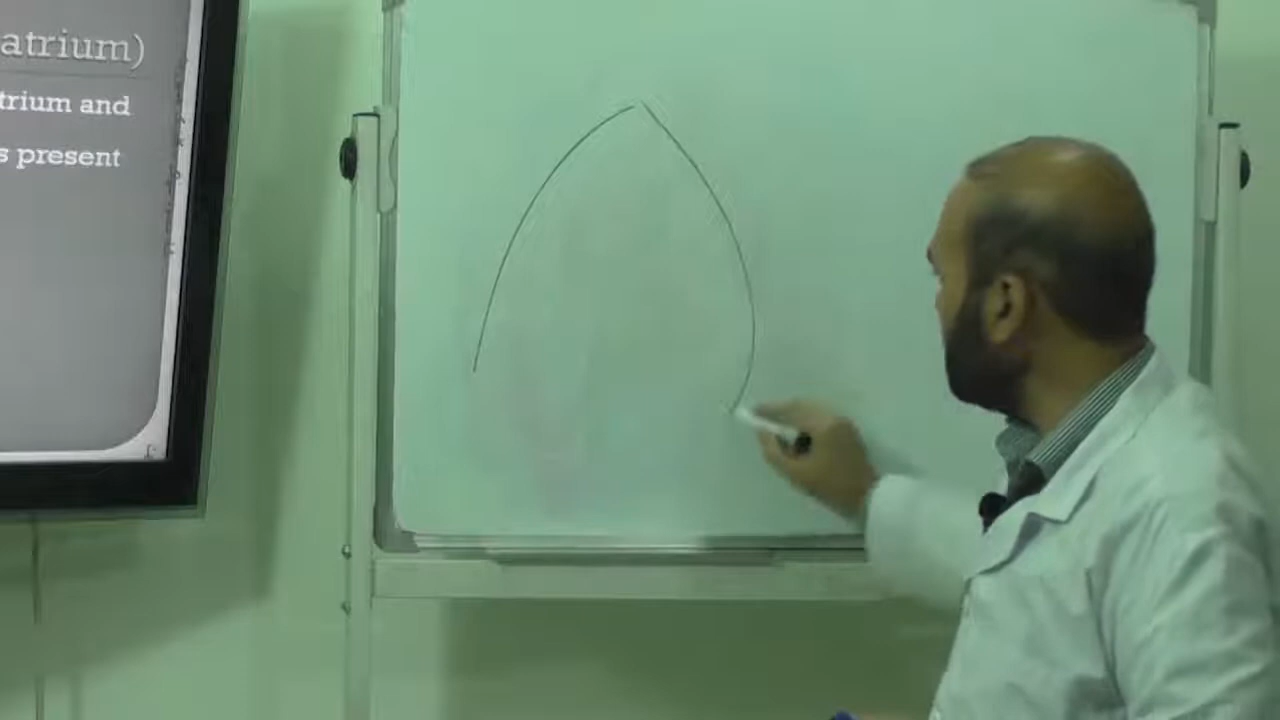 atrium)
trium and
s present